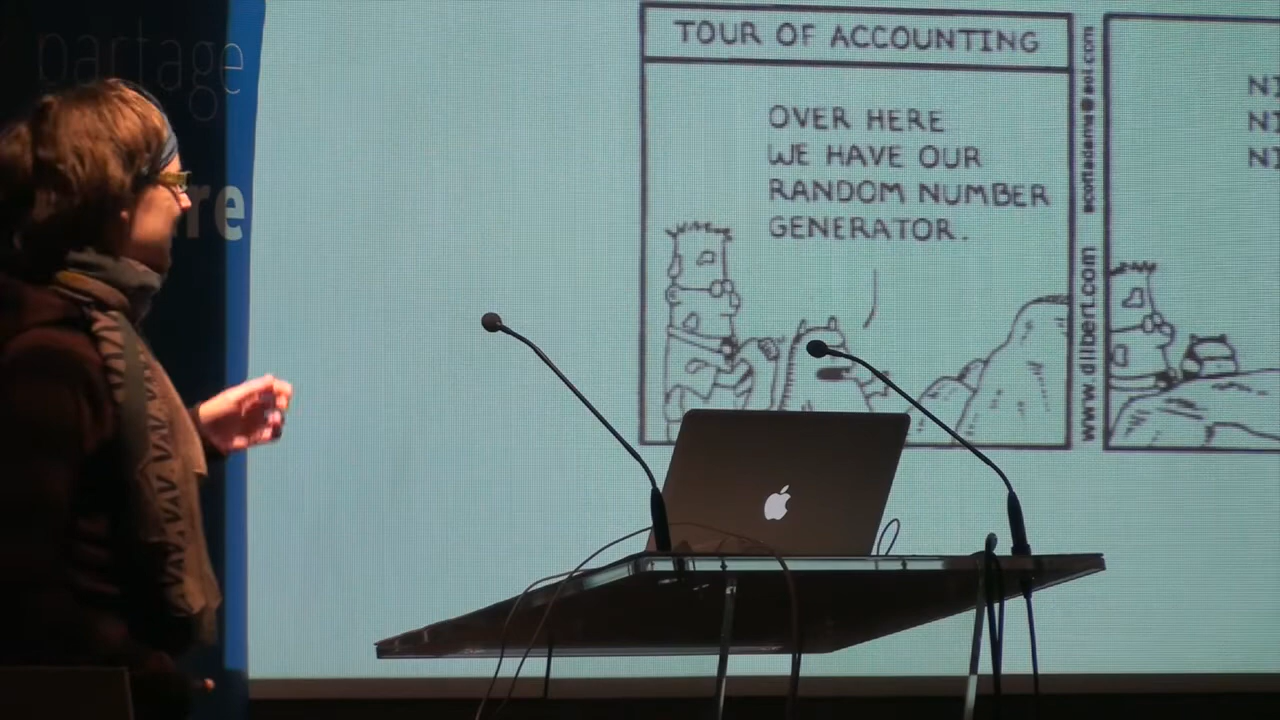 partage
re
TOUR OF ACCOUNTING
OVER HERE
WE HAVE OUR
RANDOM NUMBER
GENERATOR.
www.dilbert.com
scottadams@aol.com
NI
NI
NI